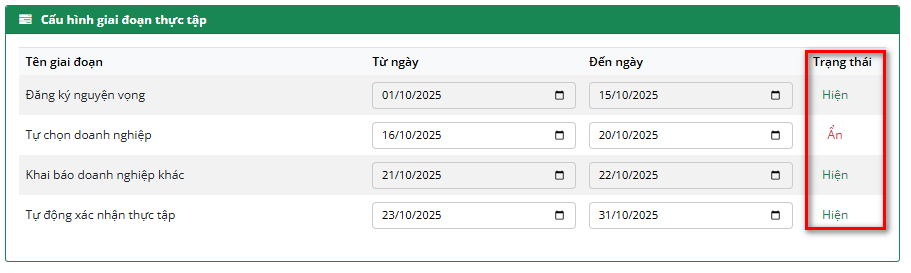 Cấu hình giai đoạn thực tập
Tên giai đoạn Từ ngày Đến ngày Trạng thái
Đăng ký nguyện vọng 01/10/2025 15/10/2025 Hiện
Tự chọn doanh nghiệp 16/10/2025 20/10/2025 Ẩn
Khai báo doanh nghiệp khác 21/10/2025 22/10/2025 Hiện
Tự động xác nhận thực tập 23/10/2025 31/10/2025 Hiện